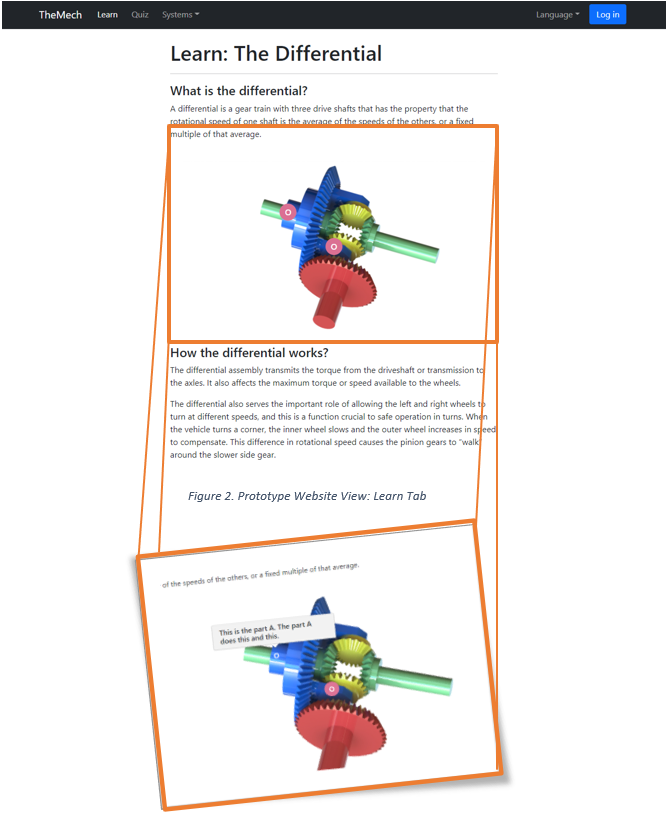 TheMech Learn Quiz Systems Language Log in
Learn: The Differential
What is the differential?
A differential is a gear train with three drive shafts that has the property that the
rotational speed of one shaft is the average of the speeds of the others, or a fixed
multiple of that average.
How the differential works?
The differential assembly transmits the torque from the driveshaft or transmission to
the axles. It also affects the maximum torque or speed available to the wheels.
The differential also serves the important role of allowing the left and right wheels to
turn at different speeds, and this is a function crucial to safe operation in turns. When
the vehicle turns a corner, the inner wheel slows and the outer wheel increases in speed
to compensate. This difference in rotational speed causes the pinion gears to "walk"
around the slower side gear.
Figure 2. Prototype Website View: Learn Tab
of the speeds of the others, or a fixed multiple of that average.
This is the part A. The part A
does this and this.